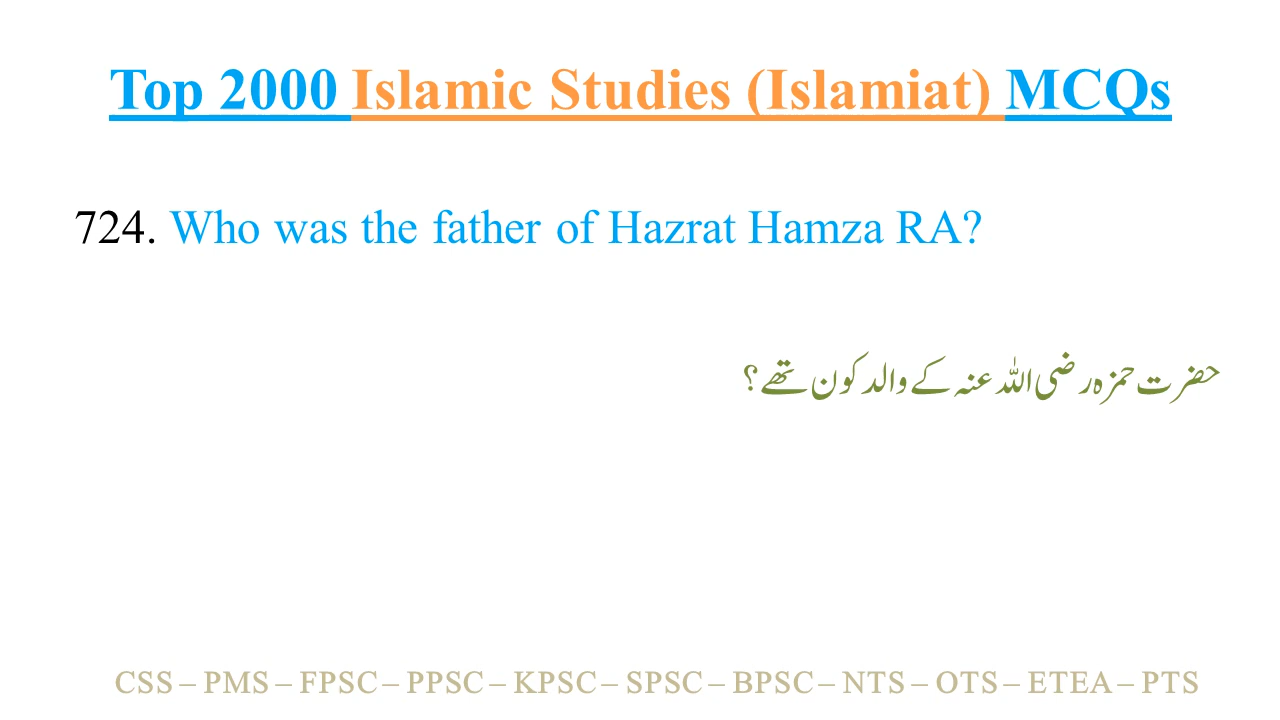 Top 2000 Islamic Studies (Islamiat) MCQs
724. Who was the father of Hazrat Hamza RA?
حضرت حمزہ رضی اللہ عنہ کے والد کون تھے؟
CSS – PMS – FPSC – PPSC – KPSC – SPSC – BPSC – NTS – OTS – ETEA – PTS